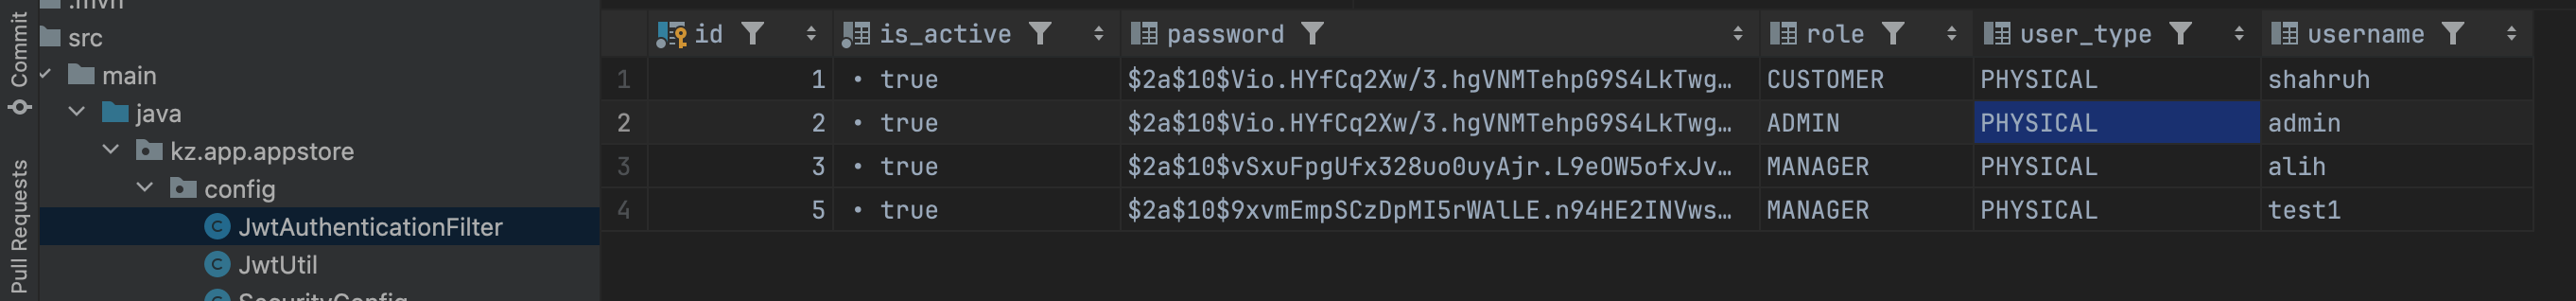 .mvn
src
main
java
kz.app.appstore
config
JwtAuthenticationFilter
JwtUtil
SecurityConfig
Commit
Pull Requests
id is_active password role user_type username
1 1 • true $2a$10$Vio.HYfCq2Xw/3.hgVNMTehpG9S4LkTwg… CUSTOMER PHYSICAL shahruh
2 2 • true $2a$10$Vio.HYfCq2Xw/3.hgVNMTehpG9S4LkTwg… ADMIN PHYSICAL admin
3 3 • true $2a$10$vSxuFpgUfx328uo0uyAjr.L9eOW5ofxJv… MANAGER PHYSICAL alih
4 5 • true $2a$10$9xvmEmpSCzDpMI5rWAlLE.n94HE2INVws… MANAGER PHYSICAL test1